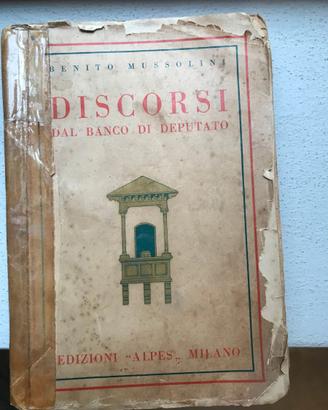 BENITO MUSSOLINI
DISCORSI
DAL BANCO DI DEPUTATO
EDIZIONI "ALPES" MILANO